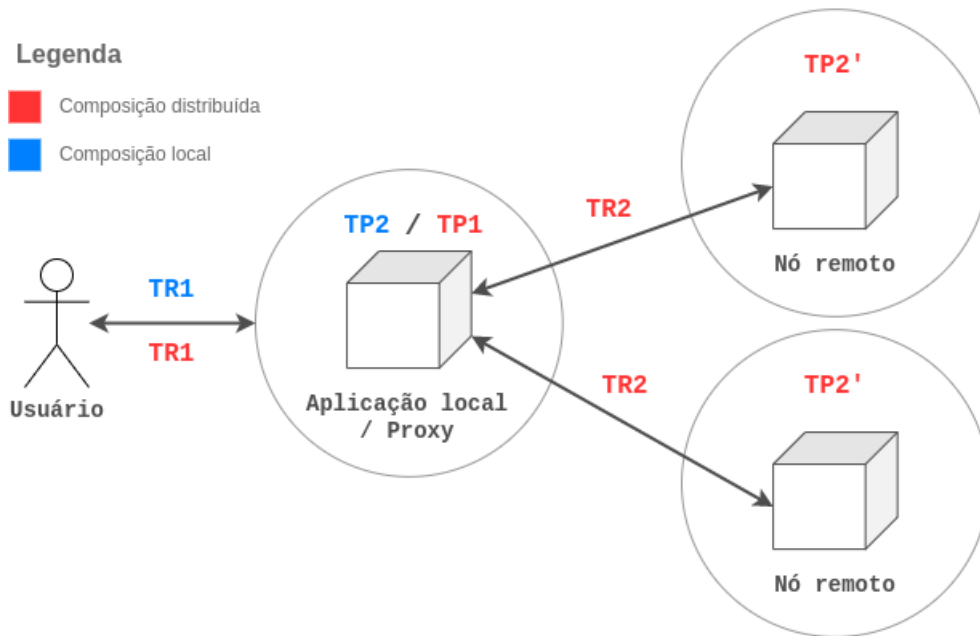 Legenda
Composição distribuída
Composição local
TR1
TR1
Usuário
TP2 / TP1
Aplicação local
/ Proxy
TR2
TR2
TP2'
Nó remoto
TP2'
Nó remoto